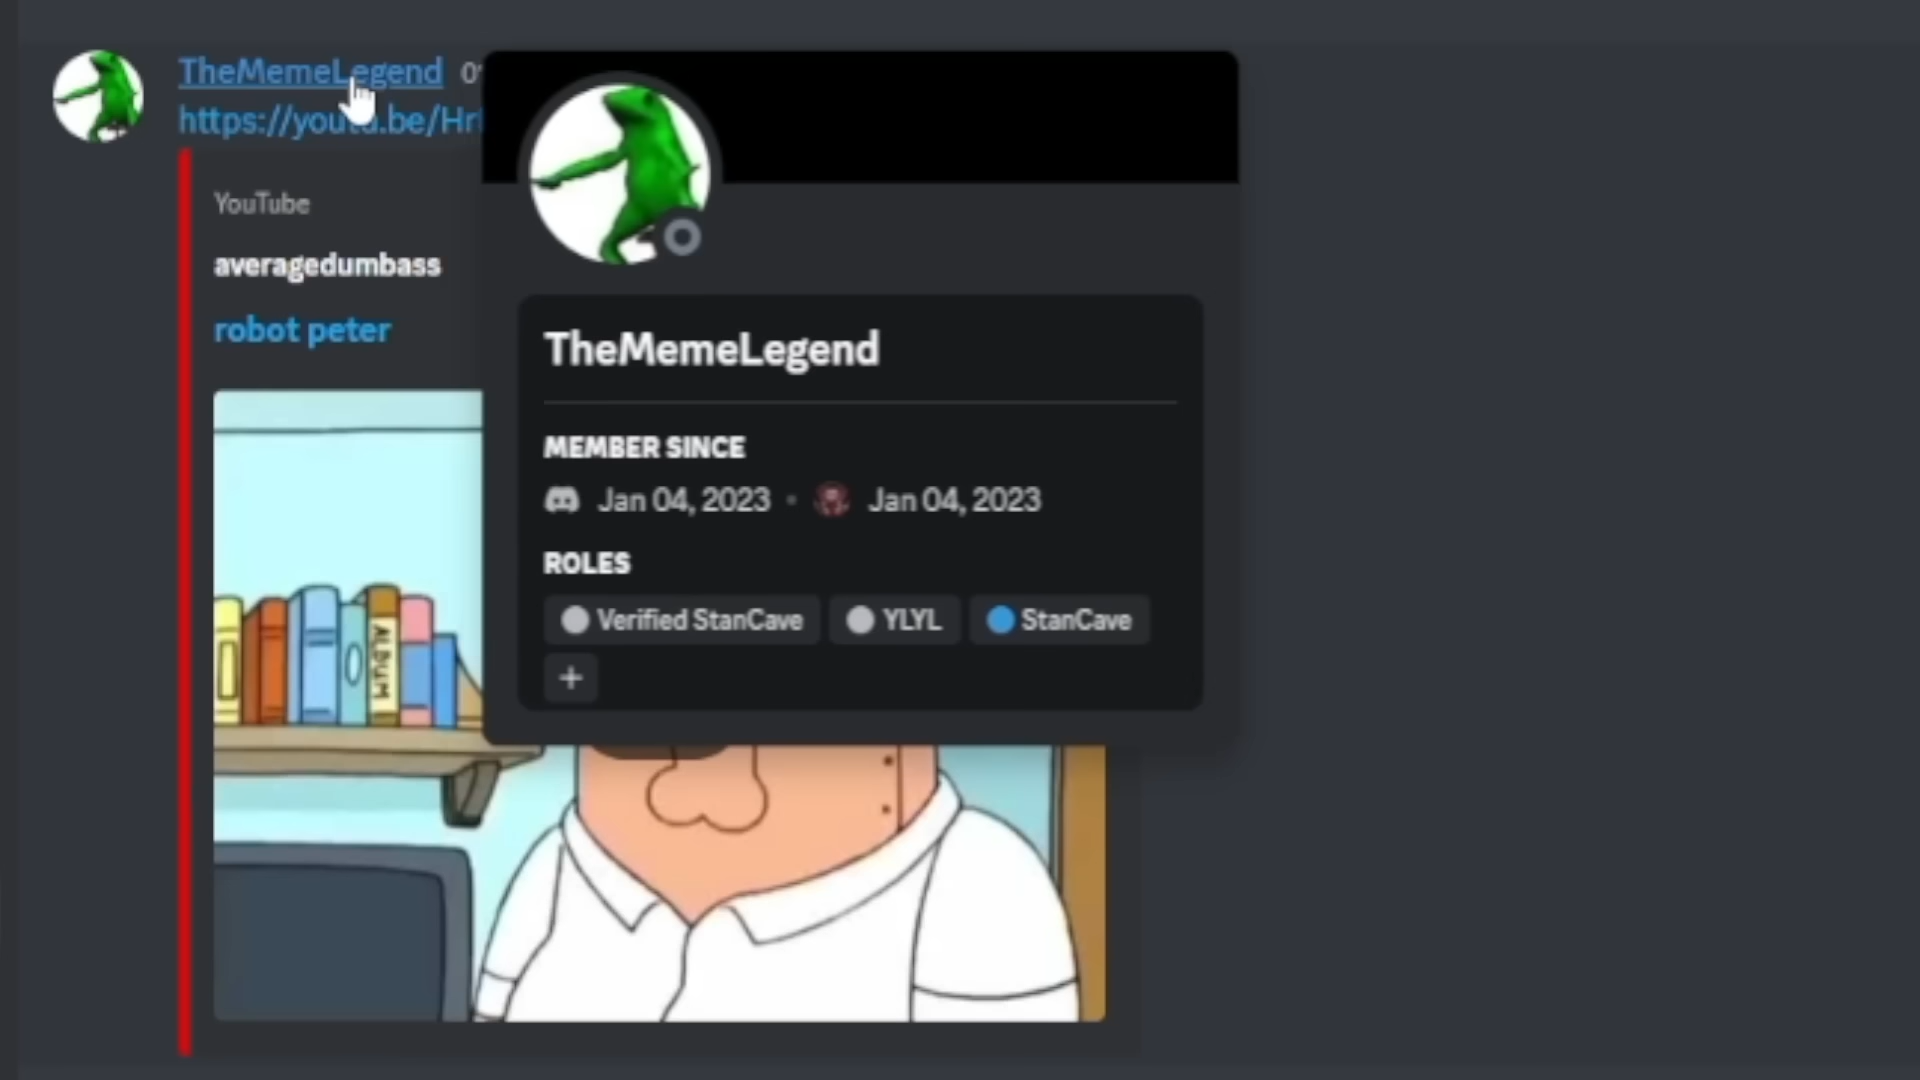 TheMemeLegend
https://youtu.be/Hr
YouTube
averagedumbass
robot peter
ALBUM
TheMemeLegend
MEMBER SINCE
Jan 04, 2023 • Jan 04, 2023
ROLES
Verified StanCave YLYL StanCave
+